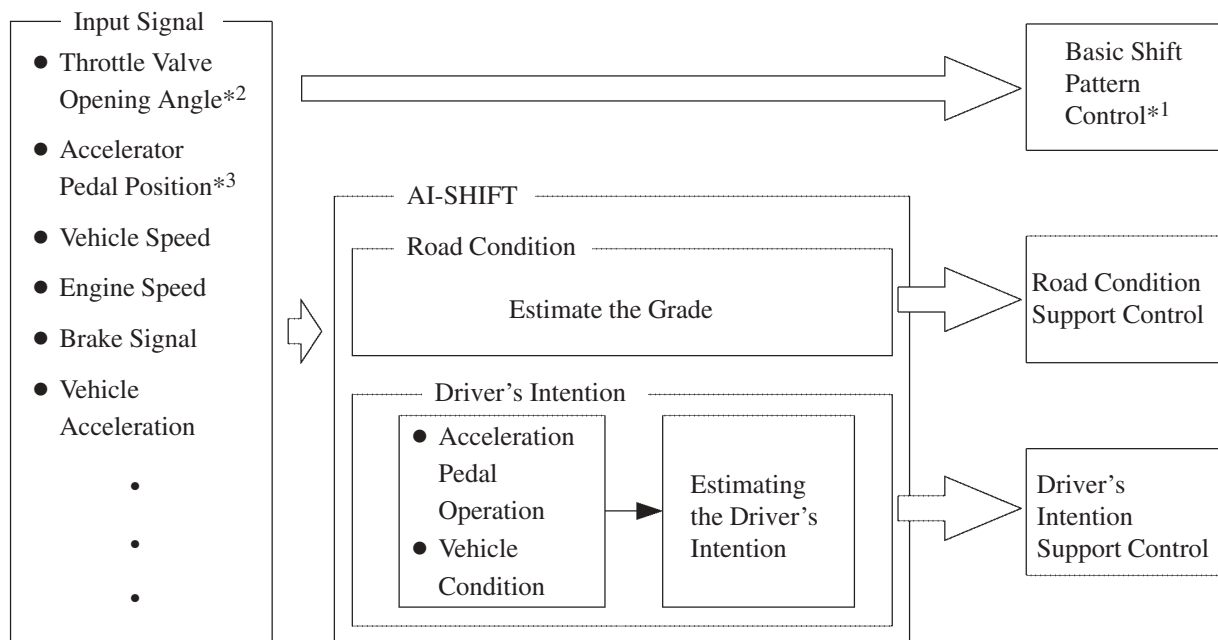 Input Signal
● Throttle Valve
Opening Angle*2
● Accelerator
Pedal Position*3
● Vehicle Speed
● Engine Speed
● Brake Signal
● Vehicle
Acceleration
•
•
•
Basic Shift
Pattern
Control*1
AI-SHIFT
Road Condition
Estimate the Grade
Road Condition
Support Control
Driver's Intention
● Acceleration
Pedal
Operation
● Vehicle
Condition
Estimating
the Driver's
Intention
Driver's
Intention
Support Control